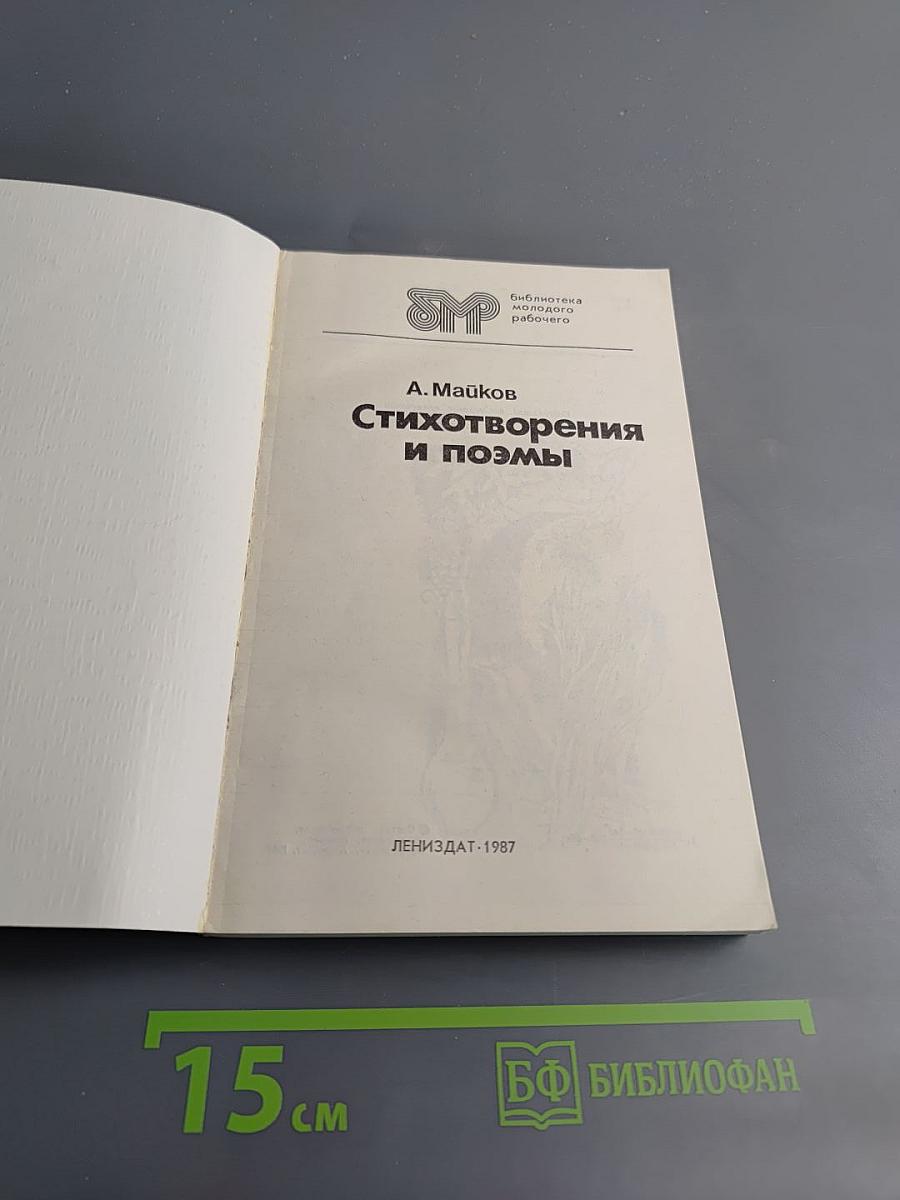 БМР
библиотека
молодого
рабочего
А. Майков
Стихотворения
и поэмы
ЛЕНИЗДАТ·1987
15 см
БФ БИБЛИОФАН